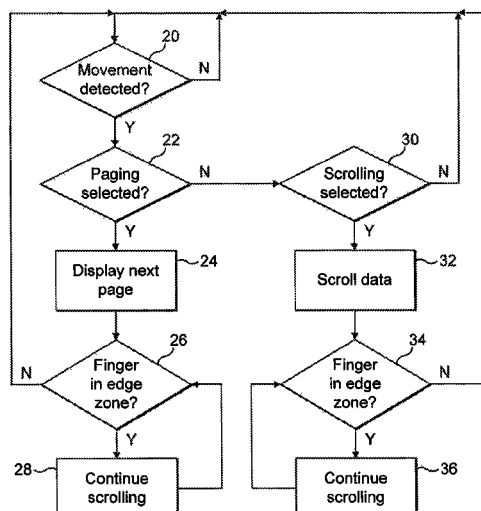 20
Movement
detected?
N
Y
22
Paging
selected?
N
Y
30
Scrolling
selected?
N
Y
24
Display next
page
32
Scroll data
26
Finger
in edge
zone?
N
Y
34
Finger
in edge
zone?
N
Y
28
Continue
scrolling
36
Continue
scrolling